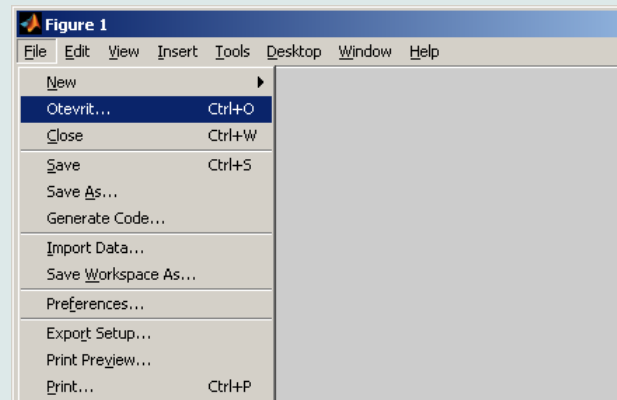 Figure 1
File Edit View Insert Tools Desktop Window Help
New
Otevrit... Ctrl+O
Close Ctrl+W
Save Ctrl+S
Save As...
Generate Code...
Import Data...
Save Workspace As...
Preferences...
Export Setup...
Print Preview...
Print... Ctrl+P